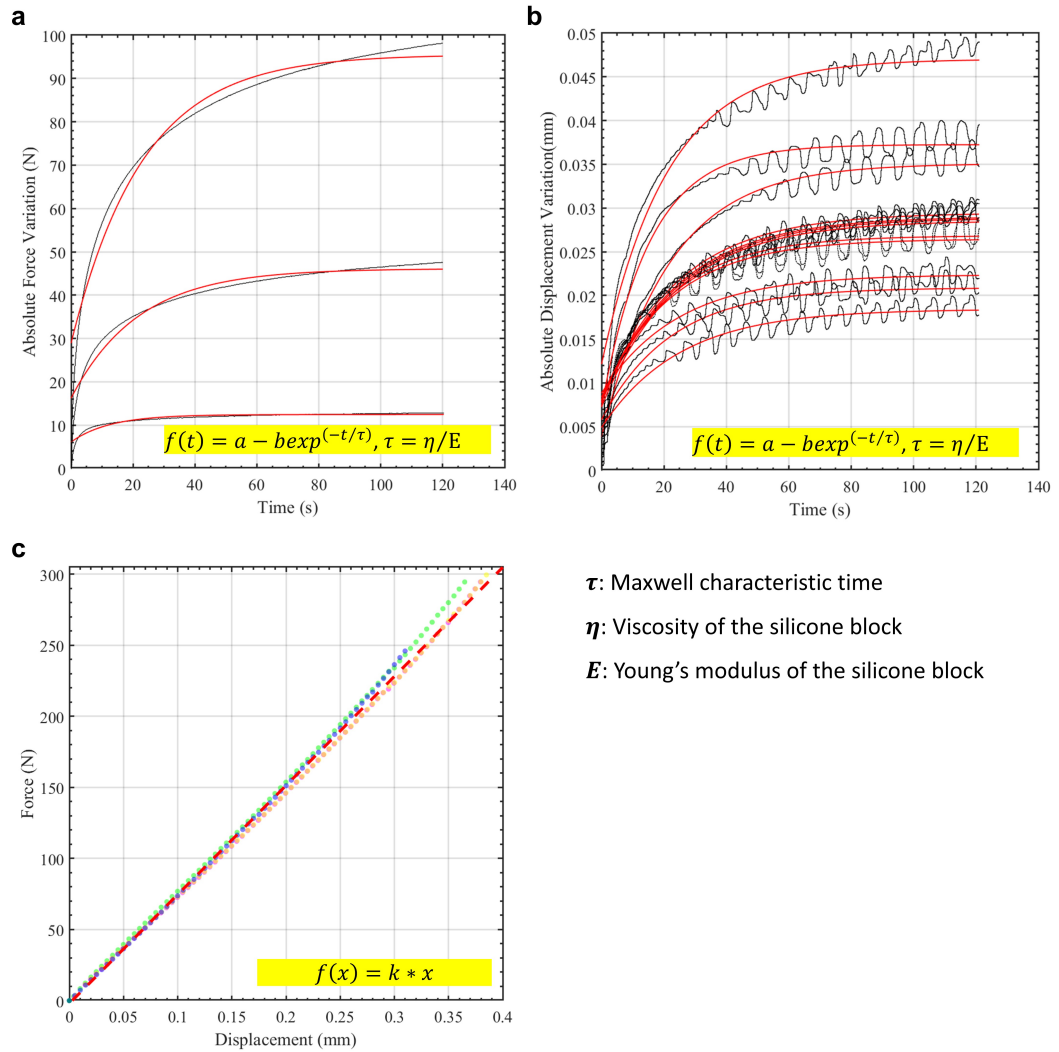 a
100
90
80
70
60
50
40
30
20
10
0
Absolute Force Variation (N)
f(t) = a − bexp^(−t/τ), τ = η/E
0 20 40 60 80 100 120 140
Time (s)
b
0.05
0.045
0.04
0.035
0.03
0.025
0.02
0.015
0.01
0.005
0
Absolute Displacement Variation(mm)
f(t) = a − bexp^(−t/τ), τ = η/E
0 20 40 60 80 100 120 140
Time (s)
c
300
250
200
150
100
50
0
Force (N)
f(x) = k ∗ x
0 0.05 0.1 0.15 0.2 0.25 0.3 0.35 0.4
Displacement (mm)
τ: Maxwell characteristic time
η: Viscosity of the silicone block
E: Young’s modulus of the silicone block